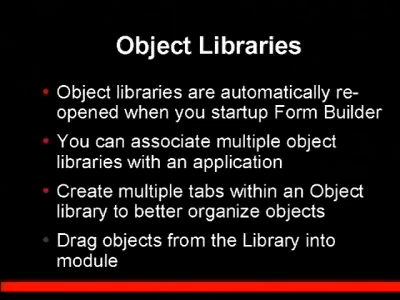 Object Libraries
Object libraries are automatically re-
opened when you startup Form Builder
You can associate multiple object
libraries with an application
Create multiple tabs within an Object
library to better organize objects
Drag objects from the Library into
module